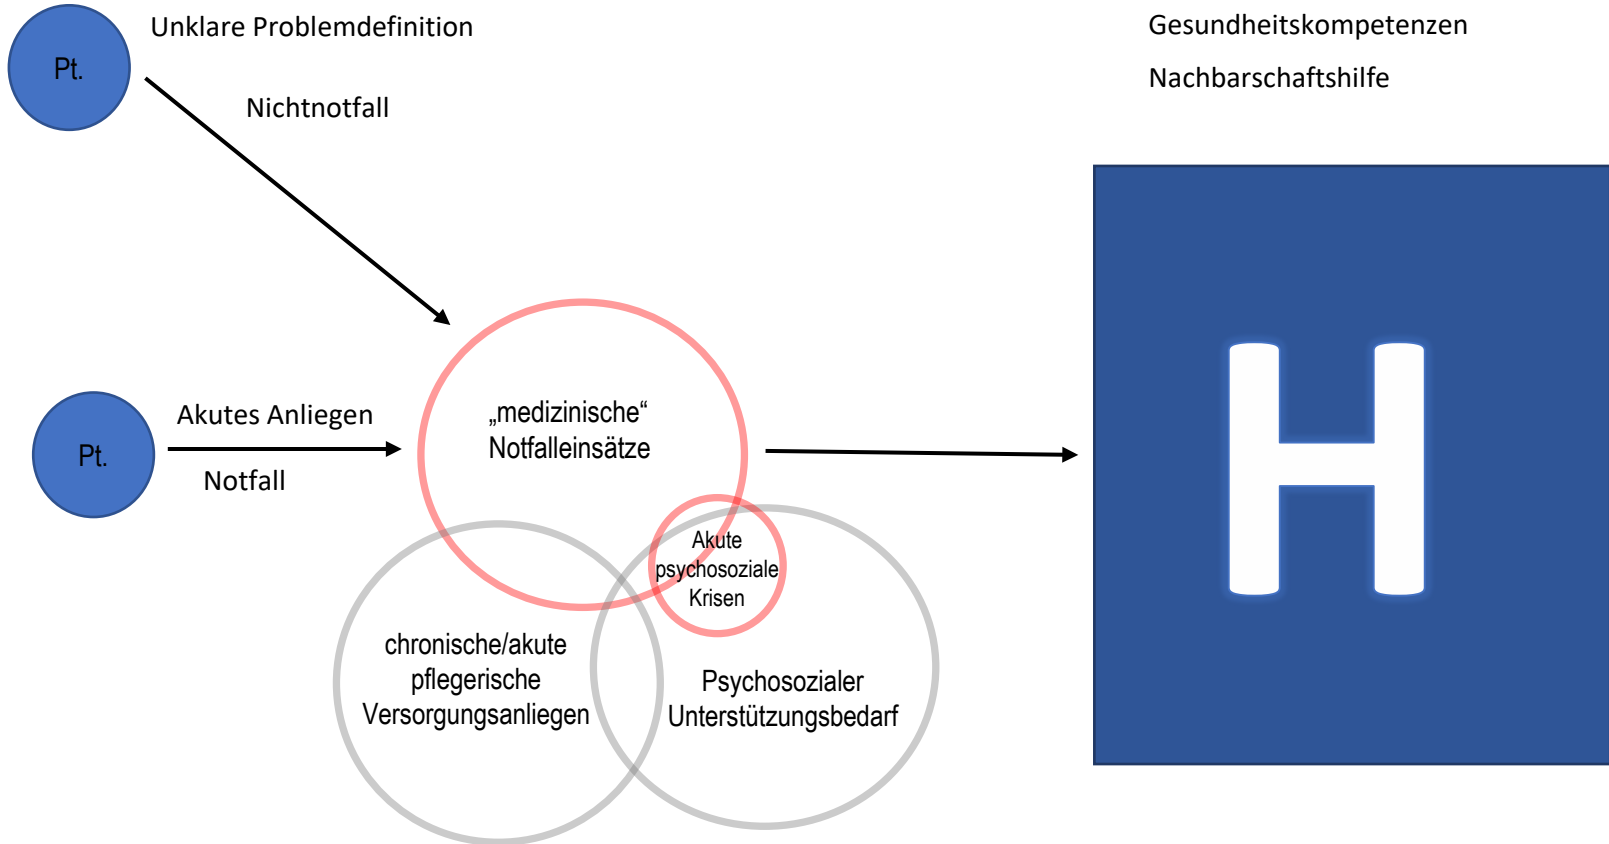 Unklare Problemdefinition
Pt.
Nichtnotfall
Gesundheitskompetenzen
Nachbarschaftshilfe
Akutes Anliegen
Pt.
Notfall
„medizinische“
Notfalleinsätze
Akute
psychosoziale
Krisen
chronische/akute
pflegerische
Versorgungsanliegen
Psychosozialer
Unterstützungsbedarf
H